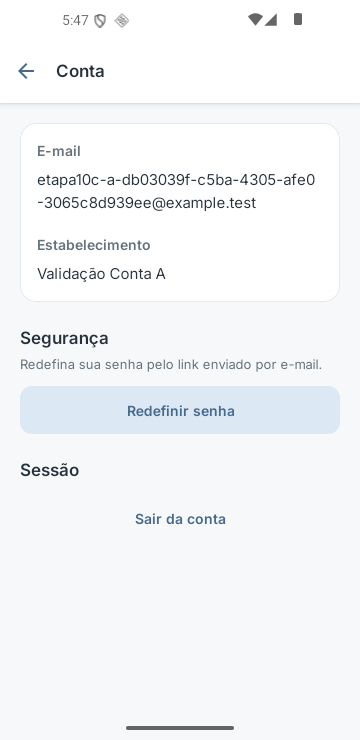 5:47
Conta
E-mail
etapa10c-a-db03039f-c5ba-4305-afe0
-3065c8d939ee@example.test
Estabelecimento
Validação Conta A
Segurança
Redefina sua senha pelo link enviado por e-mail.
Redefinir senha
Sessão
Sair da conta